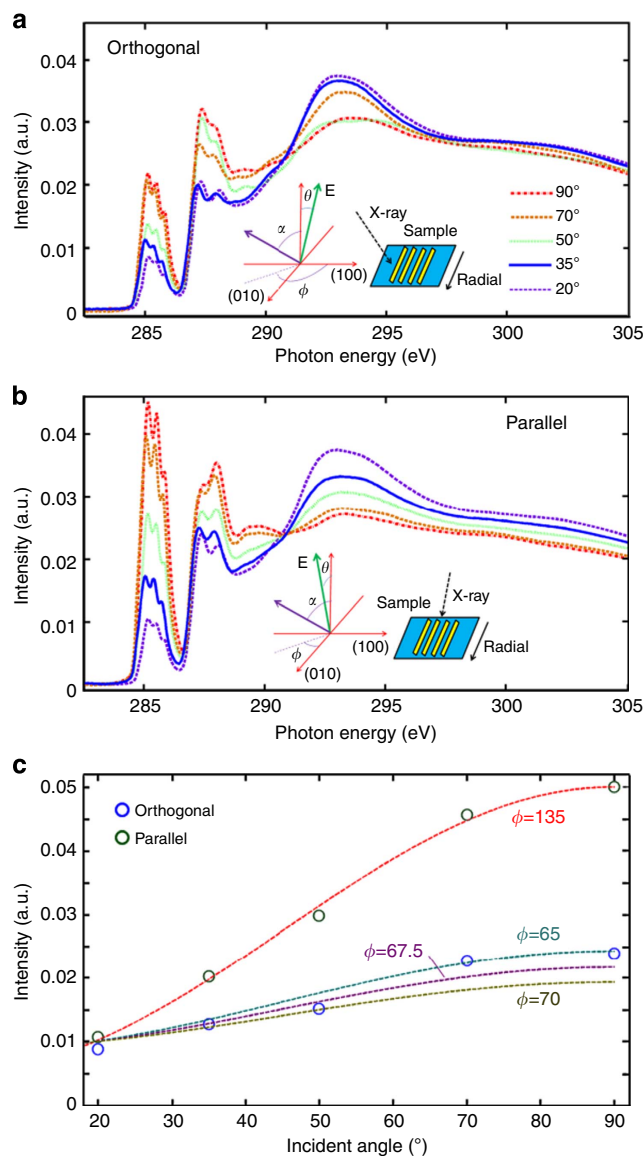 a
Orthogonal
Intensity (a.u.)
0.04
0.03
0.02
0.01
0
285
290
295
300
305
Photon energy (eV)
θ
E
α
(100)
(010)
ϕ
X-ray
Sample
Radial
90°
70°
50°
35°
20°
b
Parallel
Intensity (a.u.)
0.04
0.03
0.02
0.01
0
285
290
295
300
305
Photon energy (eV)
E
θ
α
(100)
ϕ
(010)
X-ray
Sample
Radial
c
Orthogonal
Parallel
Intensity (a.u.)
0.05
0.04
0.03
0.02
0.01
0
ϕ=135
ϕ=65
ϕ=67.5
ϕ=70
20
30
40
50
60
70
80
90
Incident angle (°)